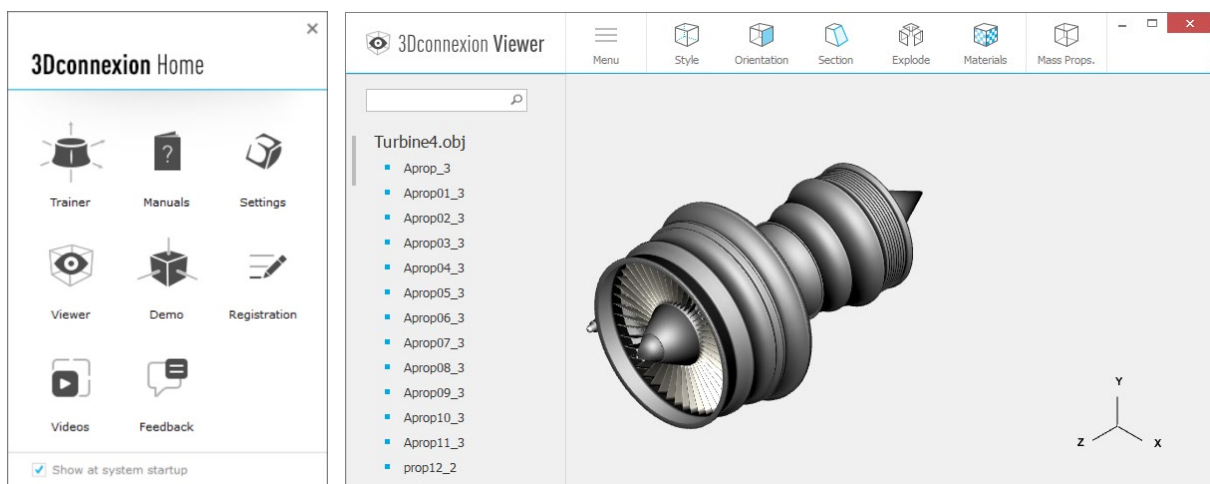 3Dconnexion Home
Trainer Manuals Settings
?
Viewer Demo Registration
Videos Feedback
Show at system startup
3Dconnexion Viewer
Menu Style Orientation Section Explode Materials Mass Props.
Turbine4.obj
Aprop_3
Aprop01_3
Aprop02_3
Aprop03_3
Aprop04_3
Aprop05_3
Aprop06_3
Aprop07_3
Aprop08_3
Aprop09_3
Aprop10_3
Aprop11_3
prop12_2
Y
Z X